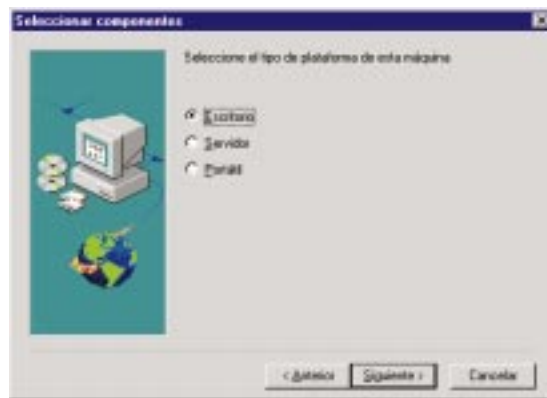 Seleccionar componentes
Seleccione el tipo de plataforma de esta máquina
Escritorio
Servidor
Portátil
< Anterior
Siguiente >
Cancelar